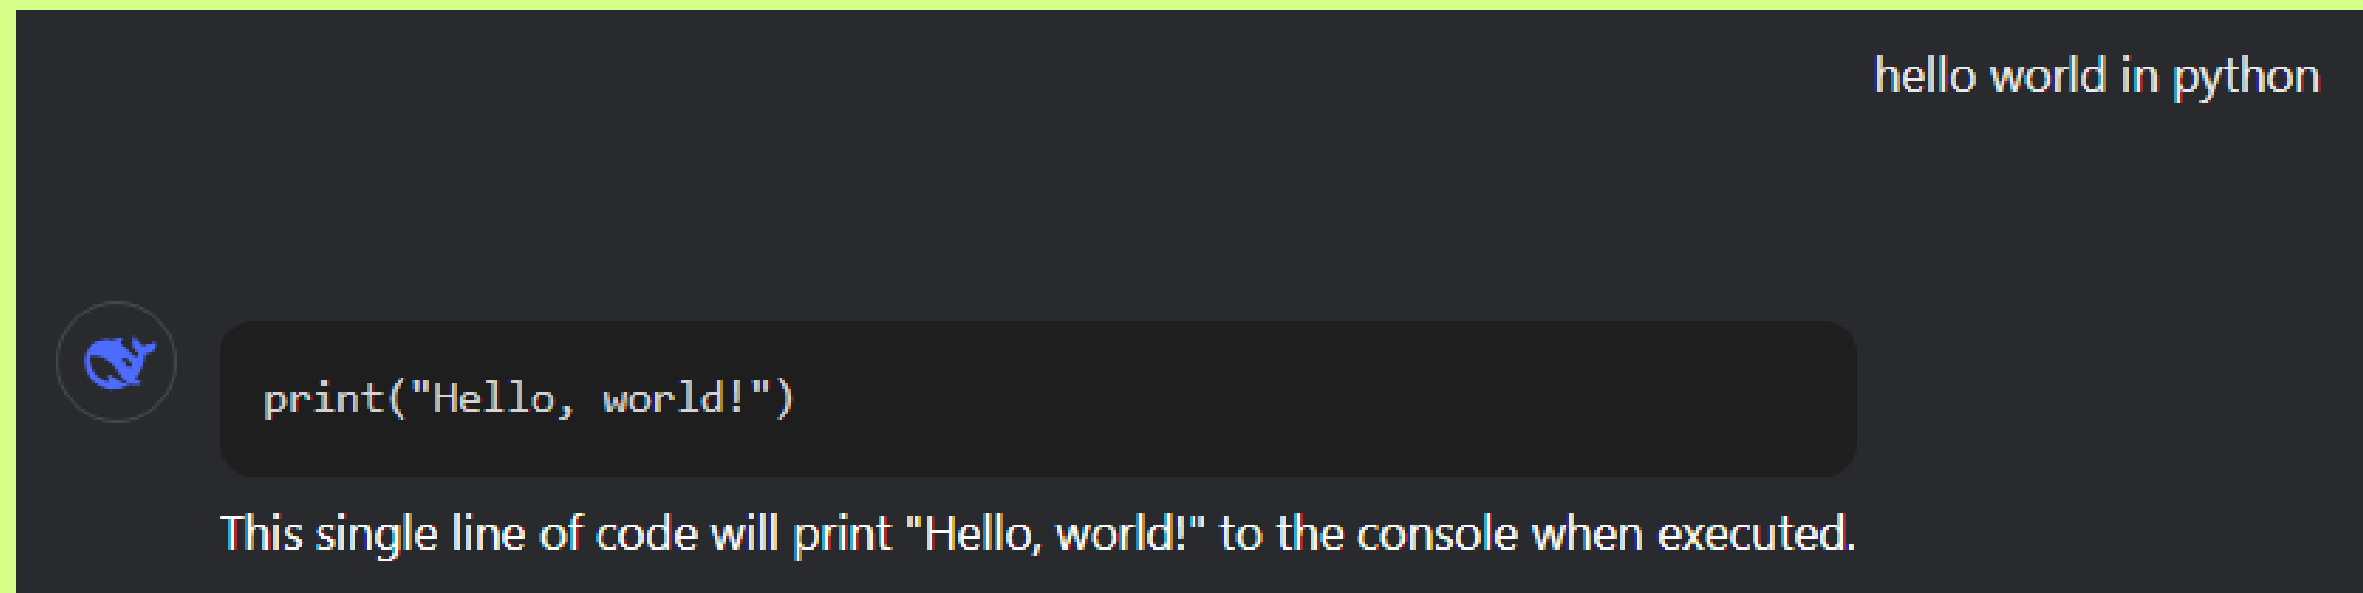 hello world in python
print("Hello, world!")
This single line of code will print "Hello, world!" to the console when executed.